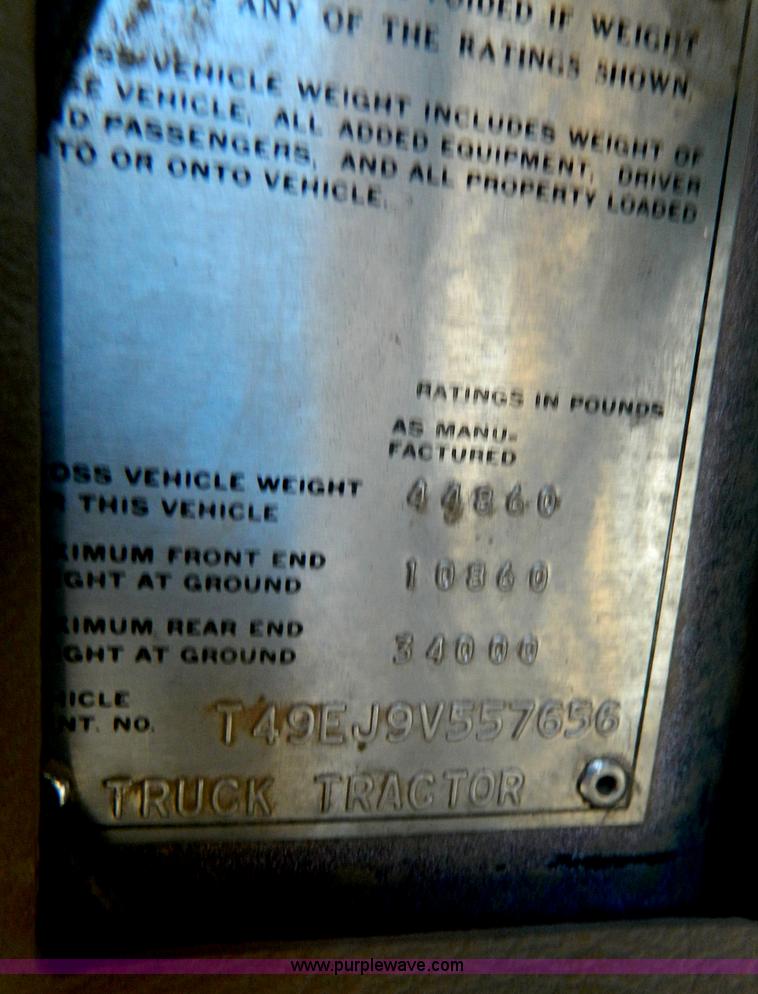 IF WEIGHT
ANY OF THE RATINGS SHOWN.
VEHICLE WEIGHT INCLUDES WEIGHT OF
VEHICLE, ALL ADDED EQUIPMENT, DRIVER
PASSENGERS, AND ALL PROPERTY LOADED
TO OR ONTO VEHICLE.
RATINGS IN POUNDS
AS MANU-
FACTURED
OSS VEHICLE WEIGHT
THIS VEHICLE 44860
XIMUM FRONT END
GHT AT GROUND 10860
XIMUM REAR END
GHT AT GROUND 34000
HICLE
NT. NO. T49EJ9V557656
TRUCK TRACTOR
www.purplewave.com